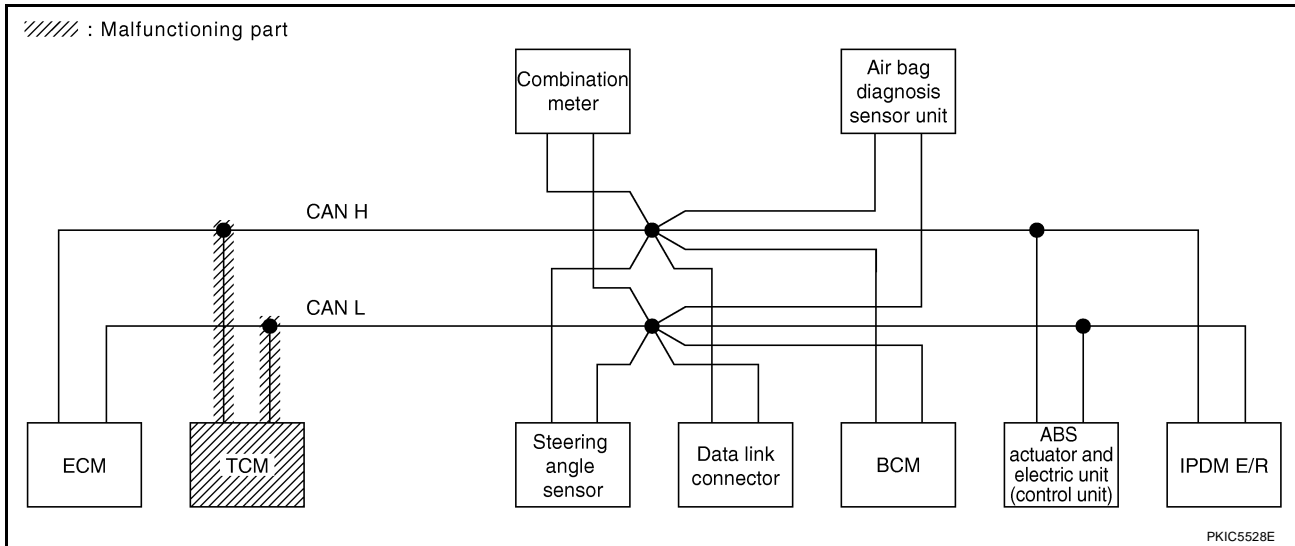 : Malfunctioning part
Combination
meter
Air bag
diagnosis
sensor unit
CAN H
CAN L
ECM
TCM
Steering
angle
sensor
Data link
connector
BCM
ABS
actuator and
electric unit
(control unit)
IPDM E/R
PKIC5528E